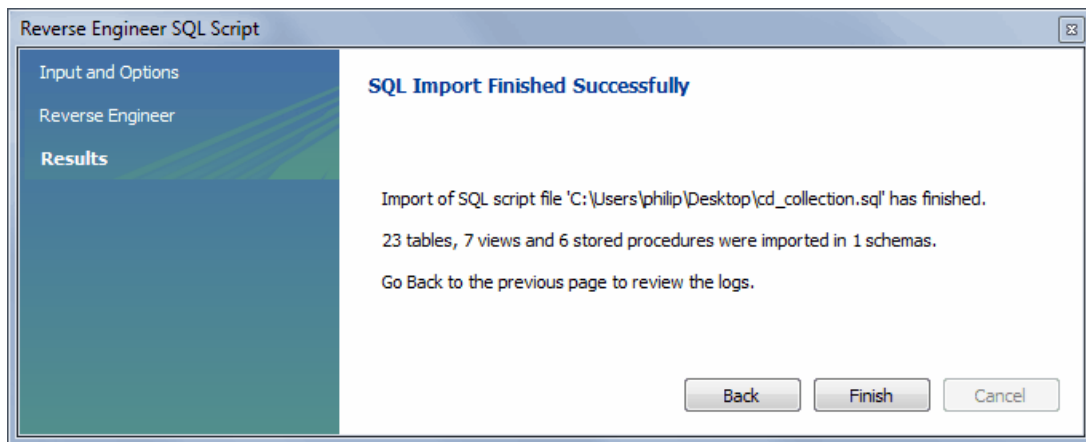 Reverse Engineer SQL Script
Input and Options
Reverse Engineer
Results
SQL Import Finished Successfully
Import of SQL script file 'C:\Users\philip\Desktop\cd_collection.sql' has finished.
23 tables, 7 views and 6 stored procedures were imported in 1 schemas.
Go Back to the previous page to review the logs.
Back
Finish
Cancel